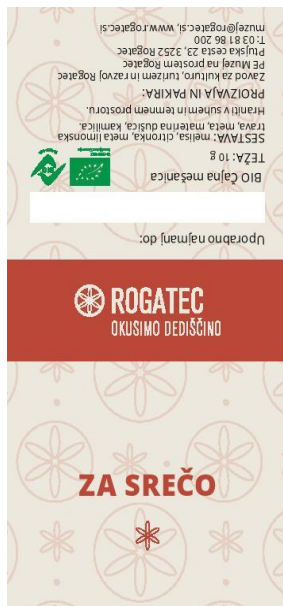 ROGATEC
OKUSIMO DEDIŠČINO
ZA SREČO
Uporabno najmanj do:
BIO Čajna mešanica
TEŽA: 10 g
SESTAVA: melisa, citronka, meta limonska
trava, meta, materina dušica, kamilica.
Hraniti v suhem in temnem prostoru.
PROIZVAJA IN PAKIRA:
Zavod za kulturo, turizem in razvoj Rogatec
PE Muzej na prostem Rogatec
Ptujska cesta 23, 3252 Rogatec
T: 03 81 86 200
muzej@rogatec.si, www.rogatec.si